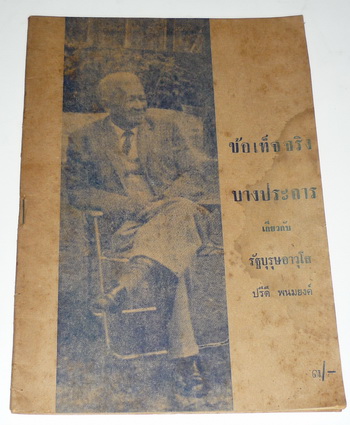 ข้อเท็จจริง
บางประการ
เกี่ยวกับ
รัฐบุรุษอาวุโส
ปรีดี พนมยงค์
๗/-